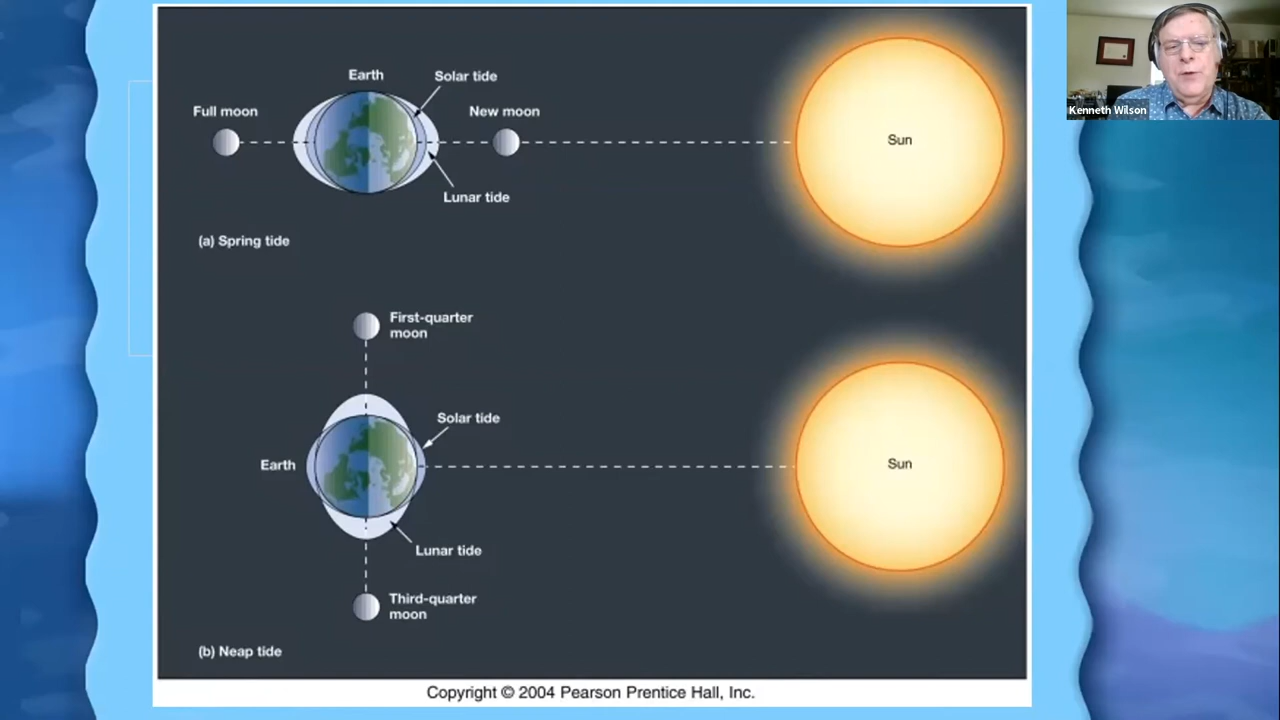 Kenneth Wilson
Earth
Solar tide
Full moon
New moon
Sun
Lunar tide
(a) Spring tide
First-quarter
moon
Solar tide
Earth
Sun
Lunar tide
Third-quarter
moon
(b) Neap tide
Copyright © 2004 Pearson Prentice Hall, Inc.